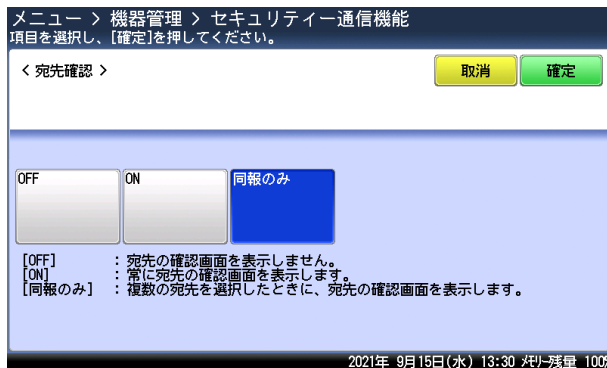 メニュー > 機器管理 > セキュリティー通信機能
項目を選択し、[確定]を押してください。
< 宛先確認 >
取消 確定
OFF ON 同報のみ
[OFF] : 宛先の確認画面を表示しません。
[ON] : 常に宛先の確認画面を表示します。
[同報のみ] : 複数の宛先を選択したときに、宛先の確認画面を表示します。
2021年 9月15日(水) 13:30 メモリー残量 100%